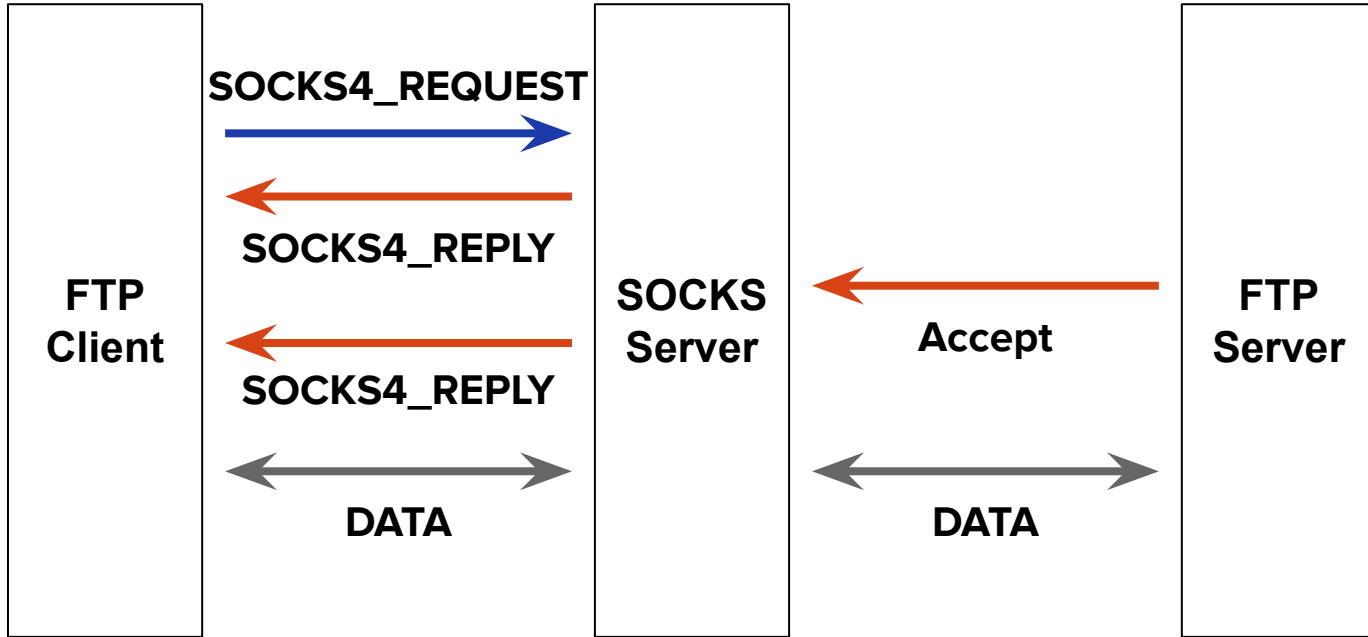 SOCKS4_REQUEST
SOCKS4_REPLY
FTP
Client
SOCKS
Server
Accept
FTP
Server
SOCKS4_REPLY
DATA
DATA